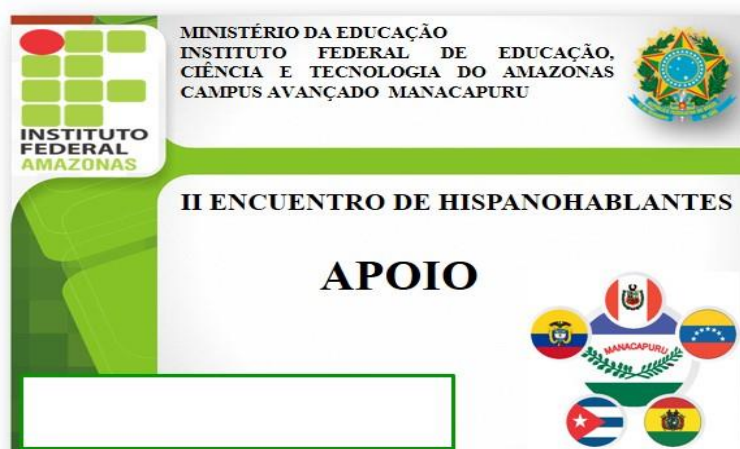 MINISTÉRIO DA EDUCAÇÃO
INSTITUTO FEDERAL DE EDUCAÇÃO,
CIÊNCIA E TECNOLOGIA DO AMAZONAS
CAMPUS AVANÇADO MANACAPURU
INSTITUTO
FEDERAL
AMAZONAS
II ENCUENTRO DE HISPANOHABLANTES
APOIO
MANACAPURU